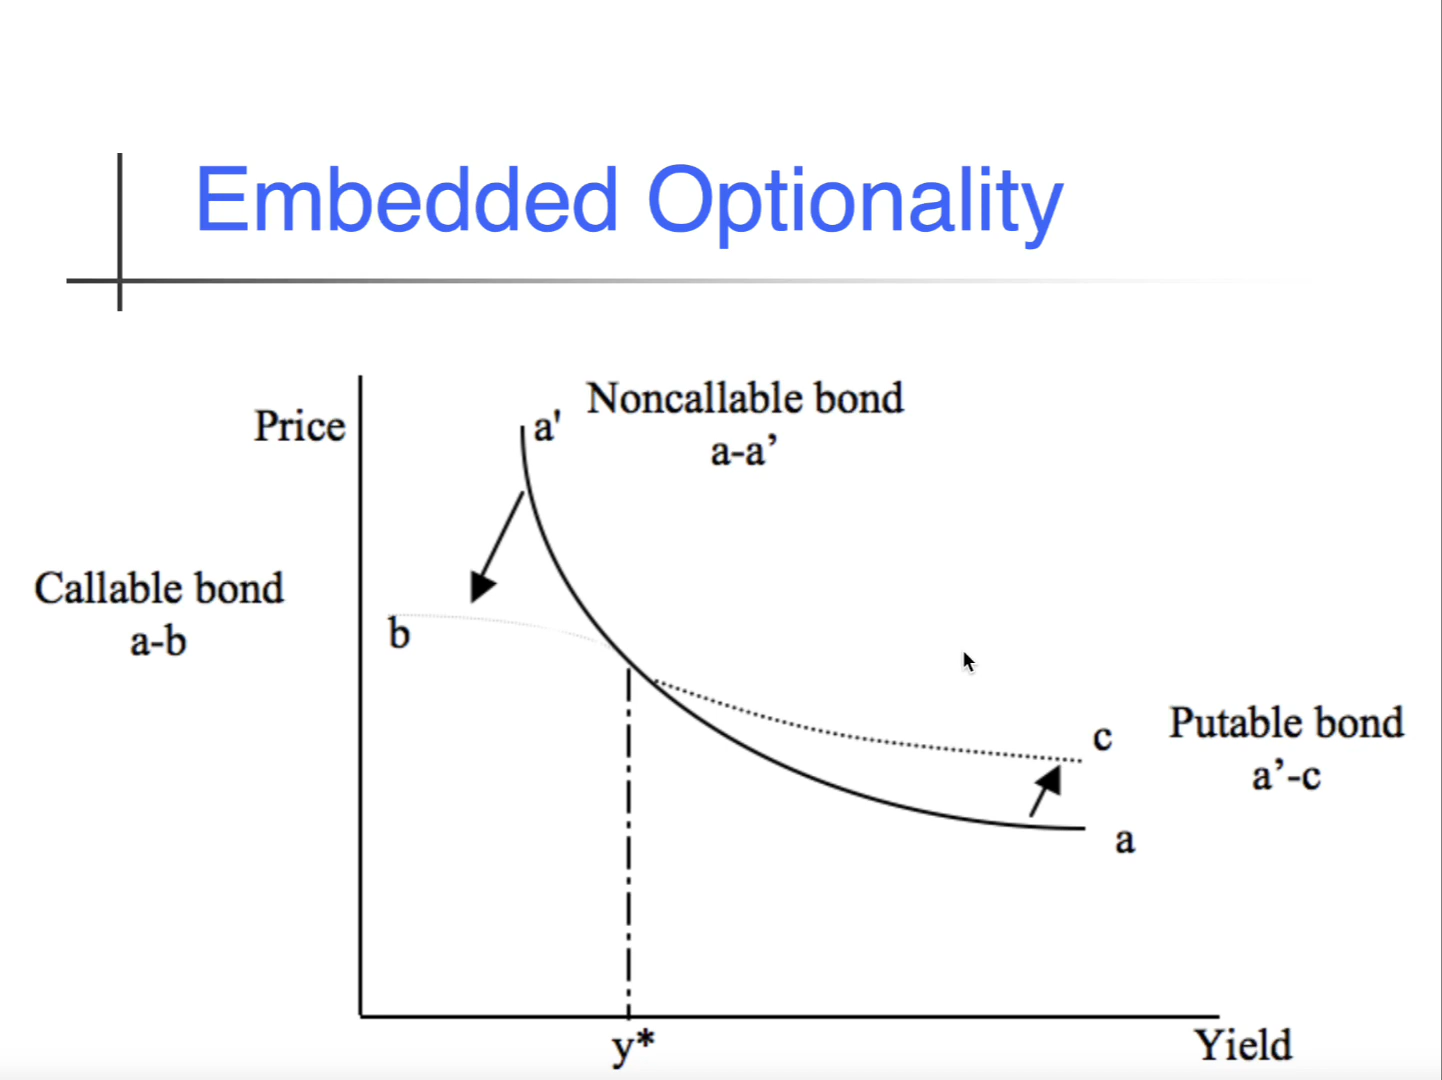 Embedded Optionality
Price
a'
Noncallable bond
a-a’
Callable bond
a-b
b
c
Putable bond
a’-c
a
y*
Yield